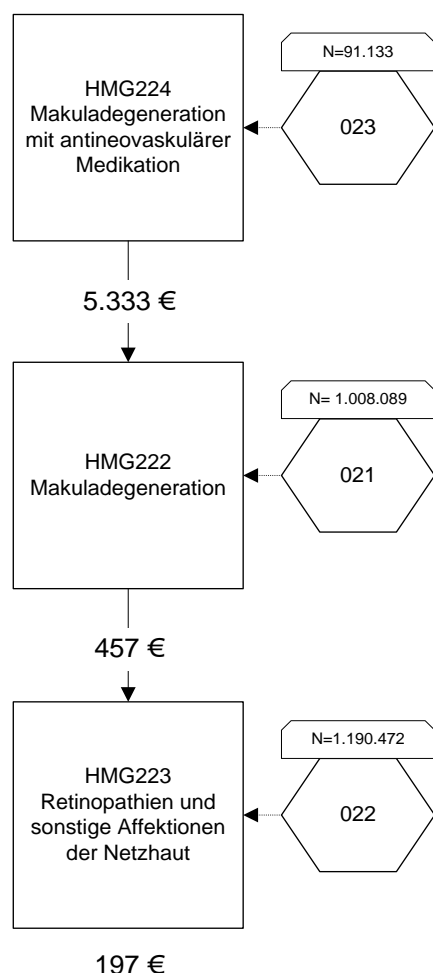 N=91.133
HMG224
Makuladegeneration
mit antineovaskulärer
Medikation
023
5.333 €
N= 1.008.089
HMG222
Makuladegeneration
021
457 €
N=1.190.472
HMG223
Retinopathien und
sonstige Affektionen
der Netzhaut
022
197 €